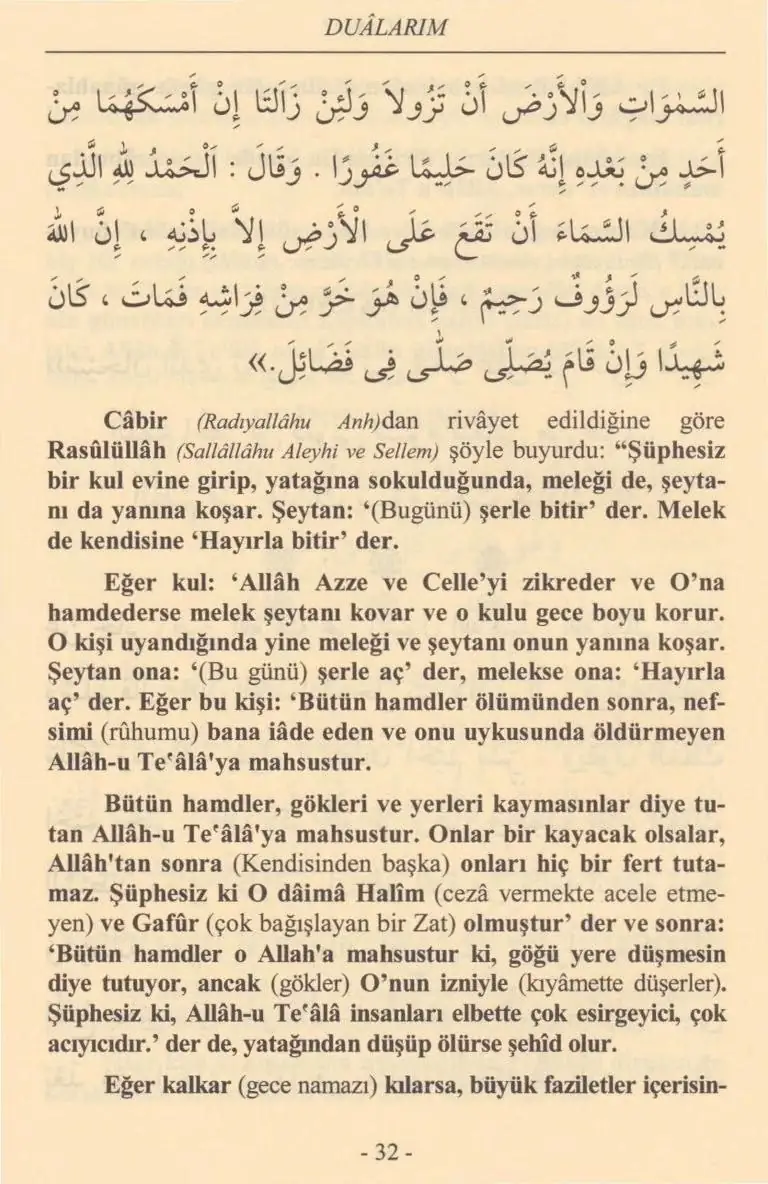 DUÂLARIM
السَّمٰوَاتِ وَالْأَرْضَ أَنْ تَزُولاَ وَلَئِنْ زَالَتَا إِنْ أَمْسَكَهُمَا مِنْ
أَحَدٍ مِنْ بَعْدِهِ إِنَّهُ كَانَ حَلِيمًا غَفُورًا . وَقَالَ : اَلْحَمْدُ لِلّٰهِ الَّذِي
يُمْسِكُ السَّمَاءَ أَنْ تَقَعَ عَلَى الْأَرْضِ إِلاَّ بِإِذْنِهِ ، إِنَّ اللّٰهَ
بِالنَّاسِ لَرَؤُوفٌ رَحِيمٌ ، فَإِنْ هُوَ خَرَّ مِنْ فِرَاشِهِ فَمَاتَ ، كَانَ
شَهِيدًا وَإِنْ قَامَ يُصَلِّى صَلَّى فِى فَضَائِلَ.»
Câbir (Radıyallâhu Anh)dan rivâyet edildiğine göre
Rasûlüllâh (Sallâllâhu Aleyhi ve Sellem) şöyle buyurdu: “Şüphesiz
bir kul evine girip, yatağına sokulduğunda, meleği de, şeyta-
nı da yanına koşar. Şeytan: ‘(Bugünü) şerle bitir’ der. Melek
de kendisine ‘Hayırla bitir’ der.
Eğer kul: ‘Allâh Azze ve Celle’yi zikreder ve O’na
hamdederse melek şeytanı kovar ve o kulu gece boyu korur.
O kişi uyandığında yine meleği ve şeytanı onun yanına koşar.
Şeytan ona: ‘(Bu günü) şerle aç’ der, melekse ona: ‘Hayırla
aç’ der. Eğer bu kişi: ‘Bütün hamdler ölümünden sonra, nef-
simi (rûhumu) bana iâde eden ve onu uykusunda öldürmeyen
Allâh-u Teʿâlâ'ya mahsustur.
Bütün hamdler, gökleri ve yerleri kaymasınlar diye tu-
tan Allâh-u Teʿâlâ'ya mahsustur. Onlar bir kayacak olsalar,
Allâh'tan sonra (Kendisinden başka) onları hiç bir fert tuta-
maz. Şüphesiz ki O dâimâ Halîm (cezâ vermekte acele etme-
yen) ve Gafûr (çok bağışlayan bir Zat) olmuştur’ der ve sonra:
‘Bütün hamdler o Allah'a mahsustur ki, göğü yere düşmesin
diye tutuyor, ancak (gökler) O’nun izniyle (kıyâmette düşerler).
Şüphesiz ki, Allâh-u Teʿâlâ insanları elbette çok esirgeyici, çok
acıyıcıdır.’ der de, yatağından düşüp ölürse şehîd olur.
Eğer kalkar (gece namazı) kılarsa, büyük faziletler içerisin-
- 32 -